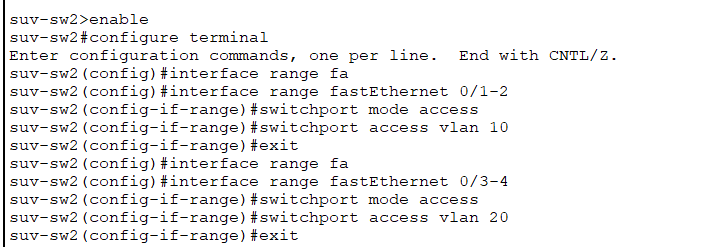 suv-sw2>enable
suv-sw2#configure terminal
Enter configuration commands, one per line.  End with CNTL/Z.
suv-sw2(config)#interface range fa
suv-sw2(config)#interface range fastEthernet 0/1-2
suv-sw2(config-if-range)#switchport mode access
suv-sw2(config-if-range)#switchport access vlan 10
suv-sw2(config-if-range)#exit
suv-sw2(config)#interface range fa
suv-sw2(config)#interface range fastEthernet 0/3-4
suv-sw2(config-if-range)#switchport mode access
suv-sw2(config-if-range)#switchport access vlan 20
suv-sw2(config-if-range)#exit